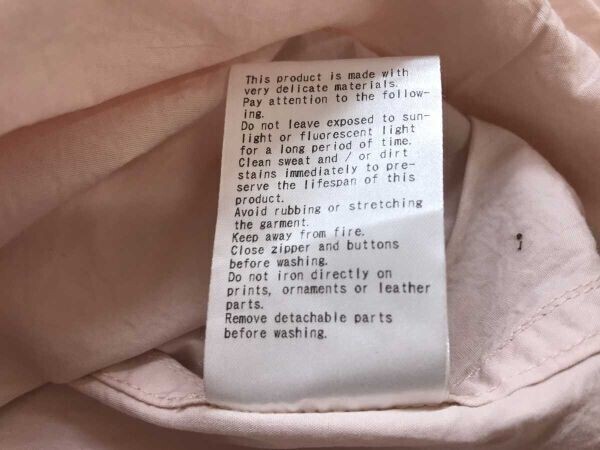 This product is made with
very delicate materials.
Pay attention to the follow-
ing.
Do not leave exposed to sun-
light or fluorescent light
for a long period of time.
Clean sweat and / or dirt
stains immediately to pre-
serve the lifespan of this
product.
Avoid rubbing or stretching
the garment.
Keep away from fire.
Close zipper and buttons
before washing.
Do not iron directly on
prints, ornaments or leather
parts.
Remove detachable parts
before washing.